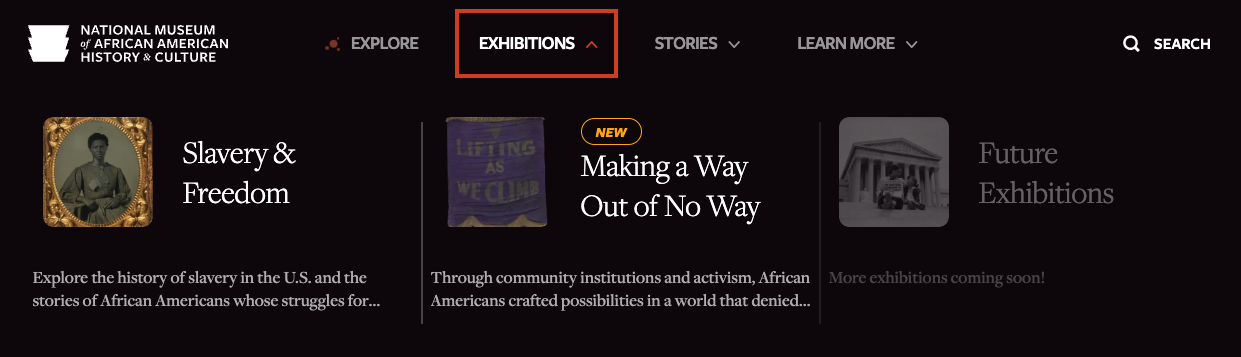 NATIONAL MUSEUM
of AFRICAN AMERICAN
HISTORY & CULTURE
EXPLORE
EXHIBITIONS
STORIES
LEARN MORE
SEARCH
Slavery &
Freedom
Explore the history of slavery in the U.S. and the
stories of African Americans whose struggles for...
LIFTING
AS
WE CLIMB
NEW
Making a Way
Out of No Way
Through community institutions and activism, African
Americans crafted possibilities in a world that denied...
Future
Exhibitions
More exhibitions coming soon!